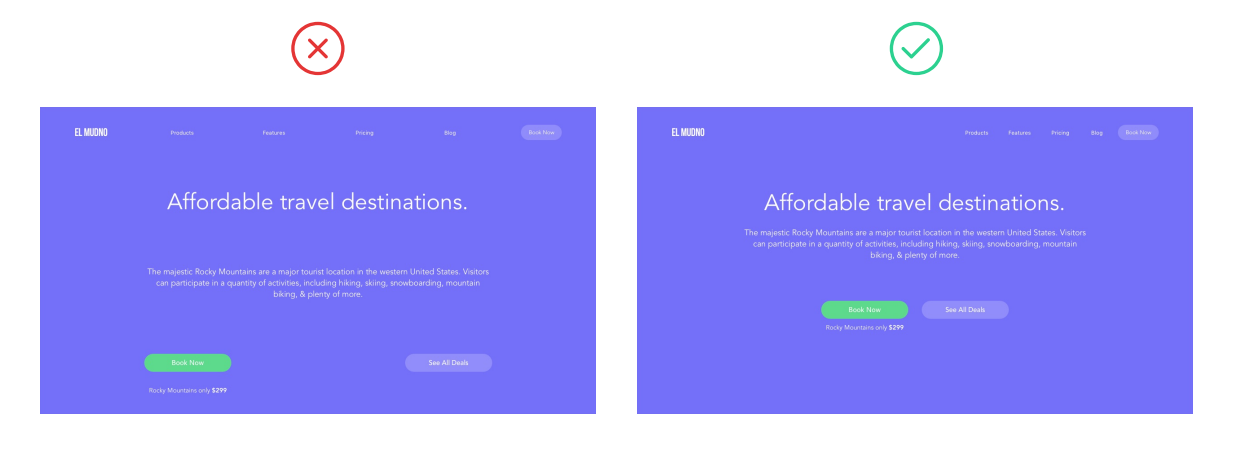 EL MUDNO Products Features Pricing Blog Book Now
Affordable travel destinations.
The majestic Rocky Mountains are a major tourist location in the western United States. Visitors
can participate in a quantity of activities, including hiking, skiing, snowboarding, mountain
biking, & plenty of more.
Book Now See All Deals
Rocky Mountains only $299
EL MUDNO Products Features Pricing Blog Book Now
Affordable travel destinations.
The majestic Rocky Mountains are a major tourist location in the western United States. Visitors
can participate in a quantity of activities, including hiking, skiing, snowboarding, mountain
biking, & plenty of more.
Book Now See All Deals
Rocky Mountains only $299